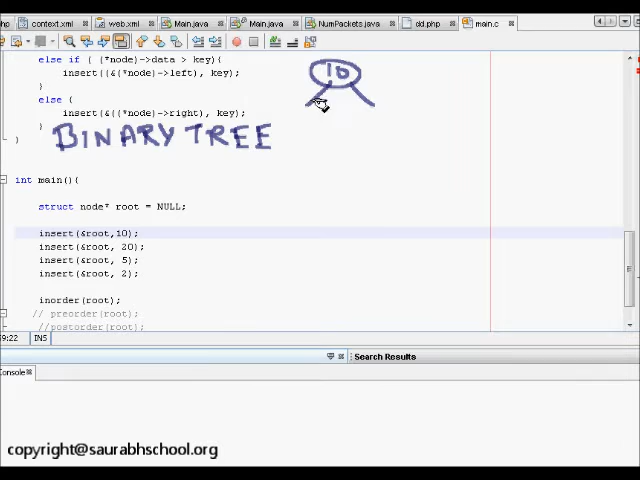 php context.xml web.xml Main.java Main.java NumPackets.java dd.php main.c
else if ( (*node)->data > key){
insert((&(*node)->left), key);
}
10
else {
insert(&((*node)->right), key);
}
BINARY TREE
}
int main(){
struct node* root = NULL;
insert(&root,10);
insert(&root, 20);
insert(&root, 5);
insert(&root, 2);
inorder(root);
// preorder(root);
//postorder(root);
59:22 INS
Search Results
Console
copyright@saurabhschool.org